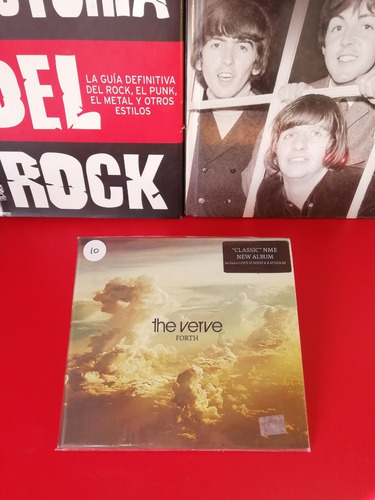 HISTORIA
DEL
ROCK
LA GUÍA DEFINITIVA
DEL ROCK, EL PUNK,
EL METAL Y OTROS
ESTILOS
10
"CLASSIC" NME
NEW ALBUM
the verve
FORTH